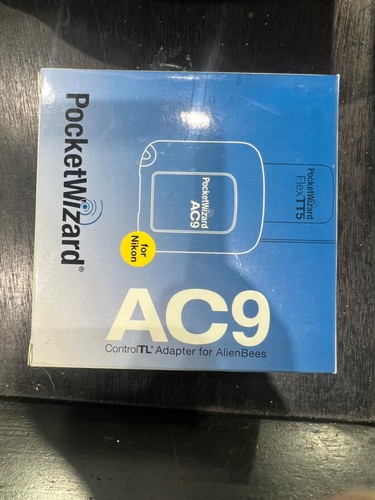 PocketWizard®
PocketWizard
AC9
PocketWizard
FlexTT5
for
Nikon
AC9
ControlTL® Adapter for AlienBees